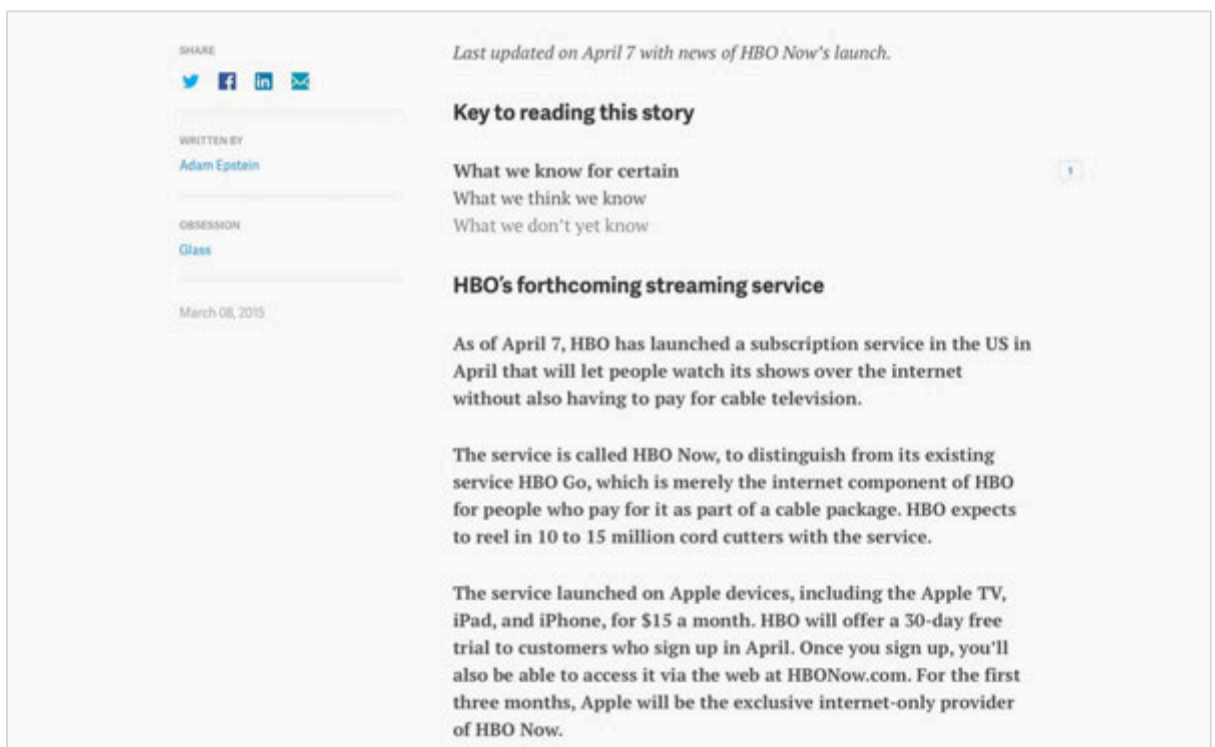 SHARE
WRITTEN BY
Adam Epstein
OBSESSION
Glass
March 08, 2015
Last updated on April 7 with news of HBO Now's launch.
Key to reading this story
What we know for certain
1
What we think we know
What we don't yet know
HBO's forthcoming streaming service
As of April 7, HBO has launched a subscription service in the US in
April that will let people watch its shows over the internet
without also having to pay for cable television.
The service is called HBO Now, to distinguish from its existing
service HBO Go, which is merely the internet component of HBO
for people who pay for it as part of a cable package. HBO expects
to reel in 10 to 15 million cord cutters with the service.
The service launched on Apple devices, including the Apple TV,
iPad, and iPhone, for $15 a month. HBO will offer a 30-day free
trial to customers who sign up in April. Once you sign up, you'll
also be able to access it via the web at HBONow.com. For the first
three months, Apple will be the exclusive internet-only provider
of HBO Now.